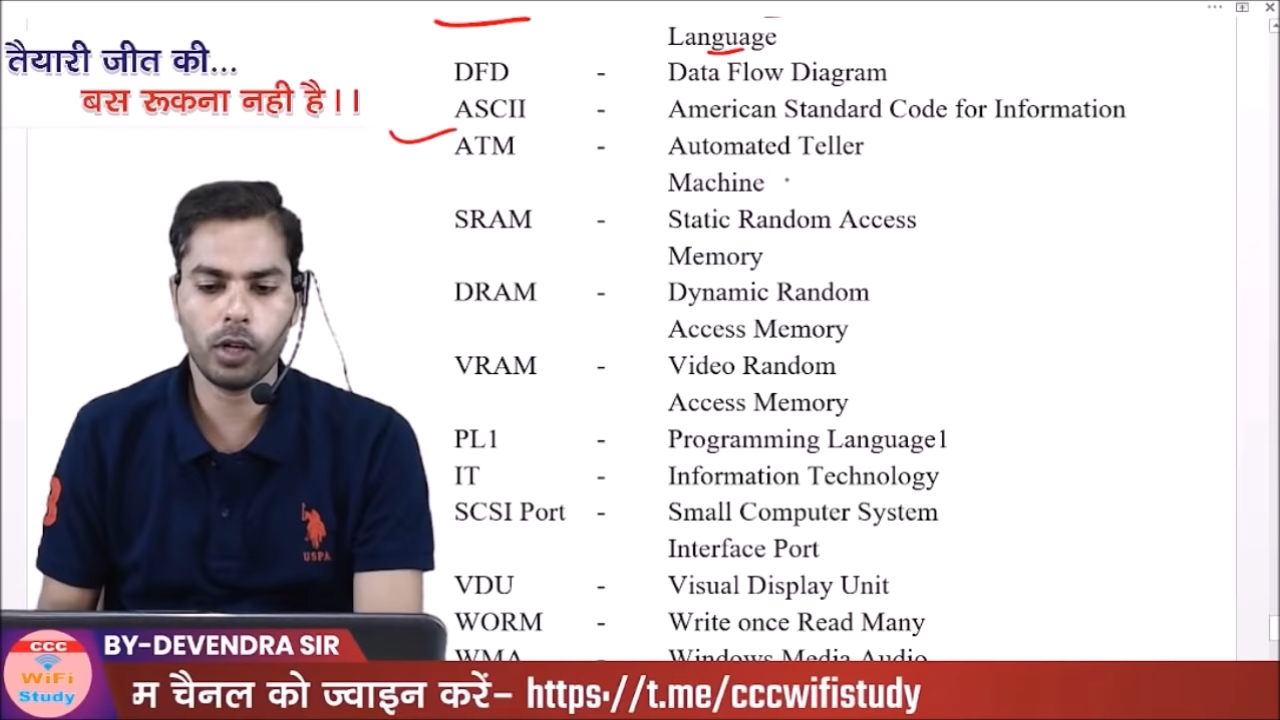 Language
तैयारी जीत की...
बस रूकना नही है।।
DFD - Data Flow Diagram
ASCII - American Standard Code for Information
ATM - Automated Teller
Machine
SRAM - Static Random Access
Memory
DRAM - Dynamic Random
Access Memory
VRAM - Video Random
Access Memory
PL1 - Programming Language1
IT - Information Technology
SCSI Port - Small Computer System
Interface Port
VDU - Visual Display Unit
WORM - Write once Read Many
WMA - Windows Media Audio
USPA
BY-DEVENDRA SIR
CCC
WiFi
Study
म चैनल को ज्वाइन करें- https://t.me/cccwifistudy